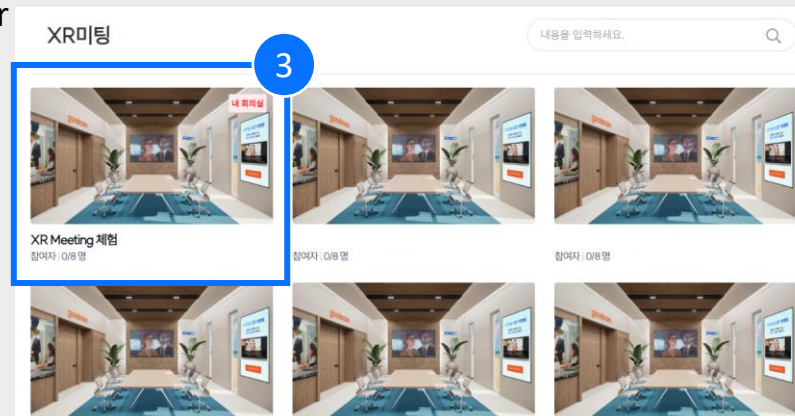 r
XR미팅
내용을 입력하세요.
3
내 회의실
goodmorn
XR Meeting 체험
참여자 | 0/8 명
참여자 | 0/8 명
참여자 | 0/8 명